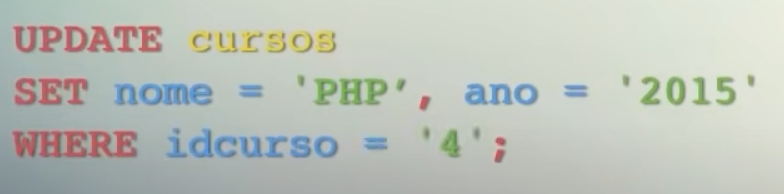 UPDATE cursos
SET nome = 'PHP', ano = '2015'
WHERE idcurso = '4';